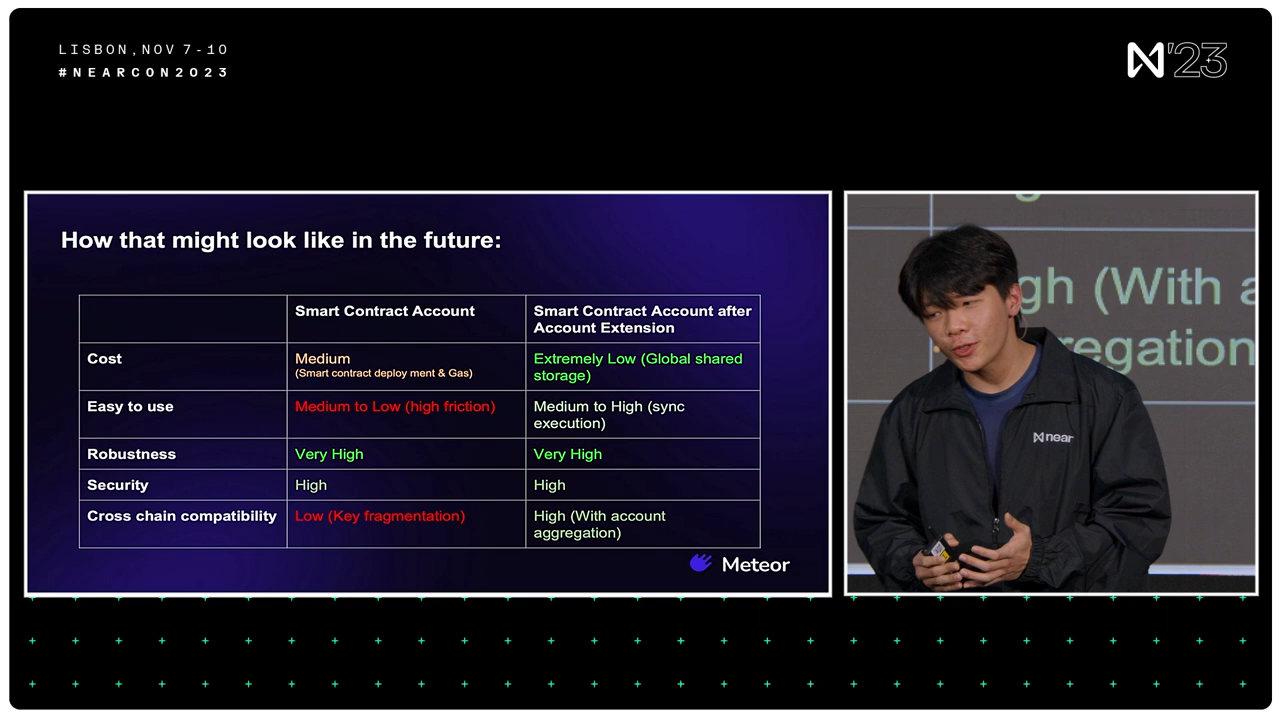 LISBON, NOV 7-10
#NEARCON2023
'23
How that might look like in the future:
Smart Contract Account
Smart Contract Account after
Account Extension
Cost
Medium
(Smart contract deploy ment & Gas)
Extremely Low (Global shared
storage)
Easy to use
Medium to Low (high friction)
Medium to High (sync
execution)
Robustness
Very High
Very High
Security
High
High
Cross chain compatibility
Low (Key fragmentation)
High (With account
aggregation)
Meteor
gh (With a
regation
near